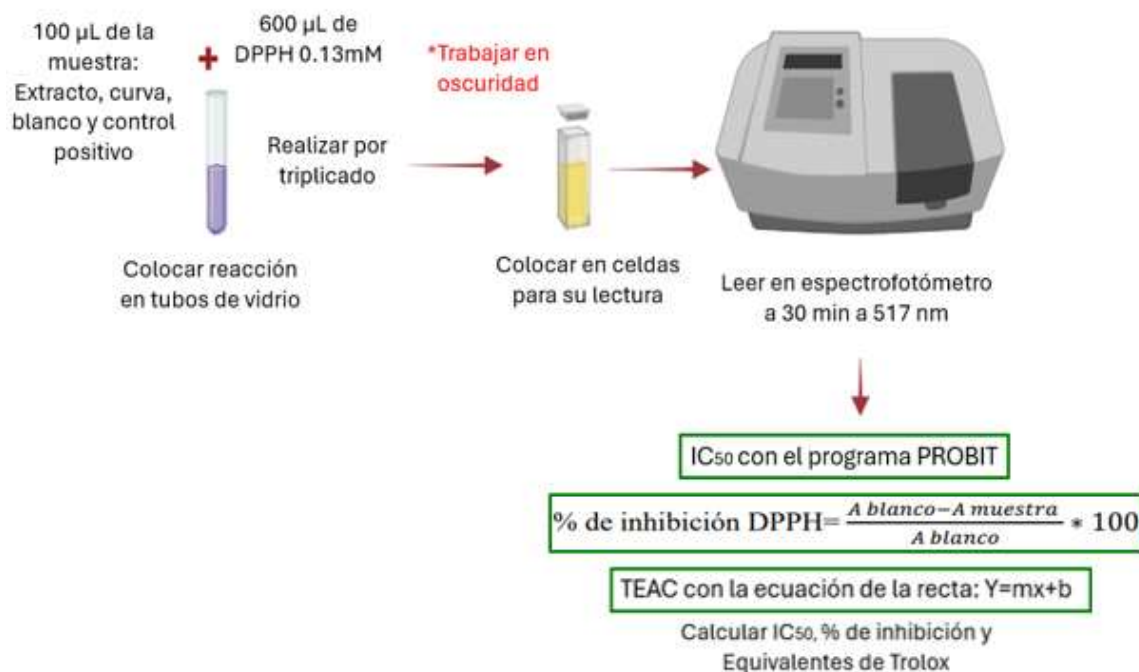 100 µL de la
muestra:
Extracto, curva,
blanco y control
positivo
+
600 µL de
DPPH 0.13mM
*Trabajar en
oscuridad
Realizar por
triplicado
Colocar reacción
en tubos de vidrio
Colocar en celdas
para su lectura
Leer en espectrofotómetro
a 30 min a 517 nm
IC₅₀ con el programa PROBIT
% de inhibición DPPH= (A blanco−A muestra)/(A blanco) * 100
TEAC con la ecuación de la recta: Y=mx+b
Calcular IC₅₀, % de inhibición y
Equivalentes de Trolox